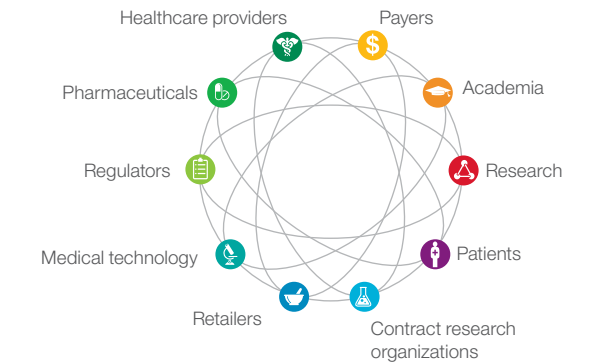 Healthcare providers
Payers
Pharmaceuticals
Academia
Regulators
Research
Medical technology
Patients
Retailers
Contract research
organizations
$